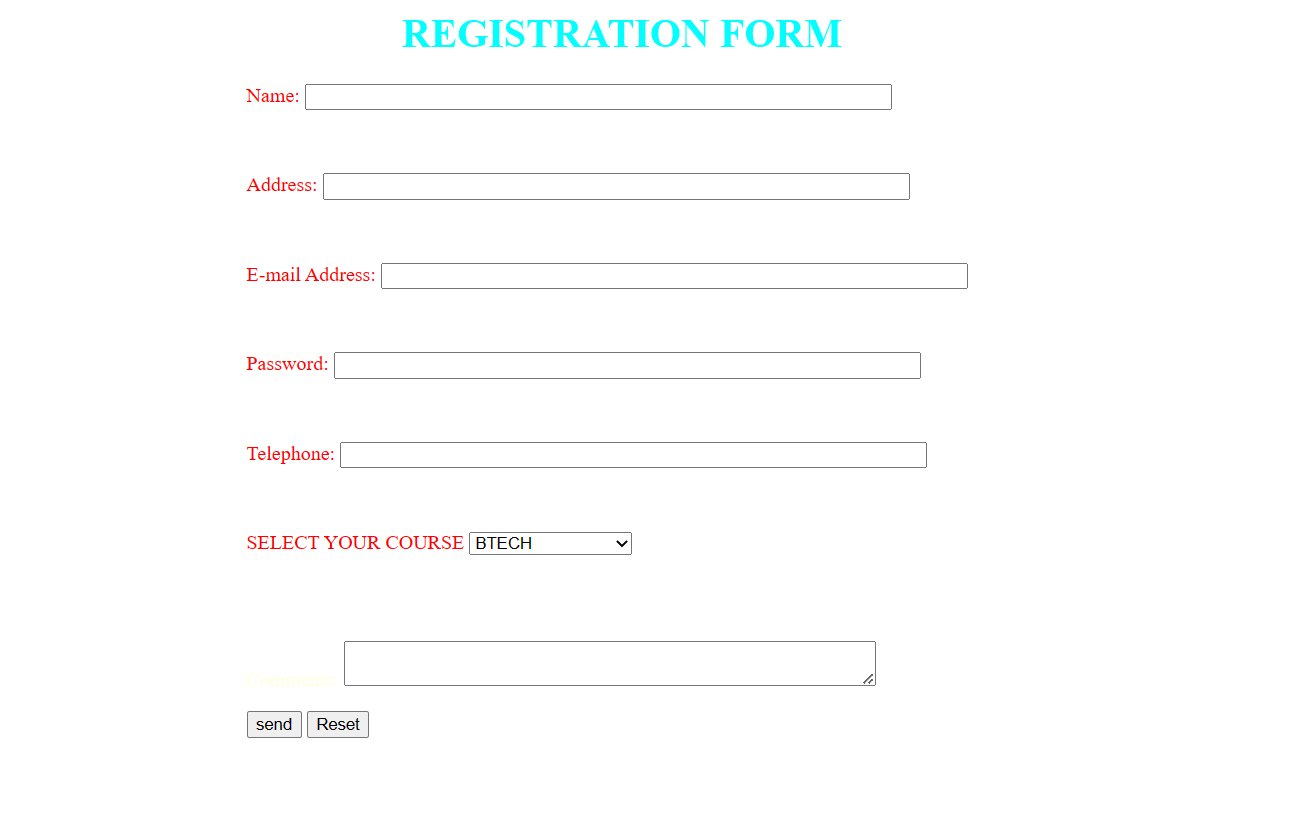 REGISTRATION FORM
Name:
Address:
E-mail Address:
Password:
Telephone:
SELECT YOUR COURSE BTECH
send Reset